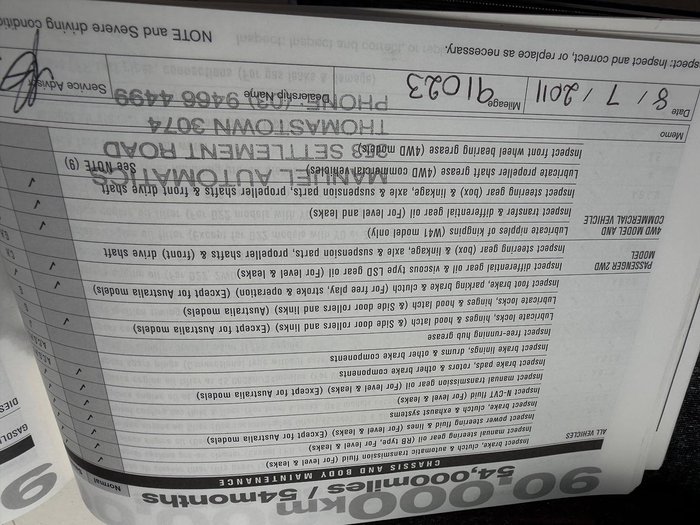 90,000km
54,000miles / 54months
CHASSIS AND BODY MAINTENANCE
Normal
ALL VEHICLES
Inspect brake, clutch & automatic transmission fluid (For level & leaks)
Inspect manual steering gear oil (RB type, For level & leaks)
Inspect power steering fluid & lines (For level & leaks) (Except for Australia)
Inspect brake, clutch & exhaust systems
Inspect N-CVT fluid (For level & leaks)
Inspect manual transmission gear oil (For level & leaks) (Except for Australia models)
Inspect brake pads, rotors & other brake components
Inspect brake linings, drums & other brake components
Inspect free-running hub grease
Lubricate locks, hinges & hood latch (& Side door rollers and links) (Except for Australia models)
Lubricate locks, hinges & hood latch (& Side door rollers and links) (Australia models)
Inspect foot brake, parking brake & clutch (For free play, stroke & operation) (Except for Australia models)
PASSENGER 2WD MODEL
Inspect differential gear oil & viscous type LSD gear oil (For level & leaks)
Inspect steering gear (box) & linkage, axle & suspension parts, propeller shafts & (front) drive shaft
4WD MODEL AND COMMERCIAL VEHICLE
Lubricate nipples of kingpins (W41 model only)
Inspect transfer & differential gear oil (For level and leaks)
Inspect steering gear (box) & linkage, axle & suspension parts, propeller shafts & front drive shaft
Lubricate propeller shaft grease (4WD commercial vehicles)
See NOTE (9)
Inspect front wheel bearing grease (4WD models)
MANUEL AUTOMATICS
353 SETTLEMENT ROAD
THOMASTOWN 3074
PHONE: (03) 9466 4499
Memo
Date 8 / 7 / 2011
Mileage 91023
Dealership Name
Service Advisor
Inspect: Inspect and correct, or replace as necessary.
NOTE and Severe driving conditio
GASOL
DIES
9